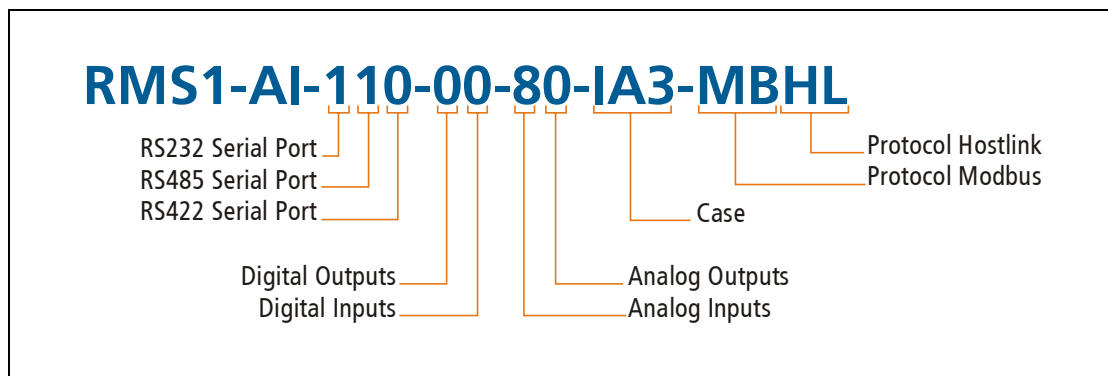 RMS1-AI-110-00-80-IA3-MBHL
RS232 Serial Port
RS485 Serial Port
RS422 Serial Port
Protocol Hostlink
Protocol Modbus
Case
Digital Outputs
Digital Inputs
Analog Outputs
Analog Inputs